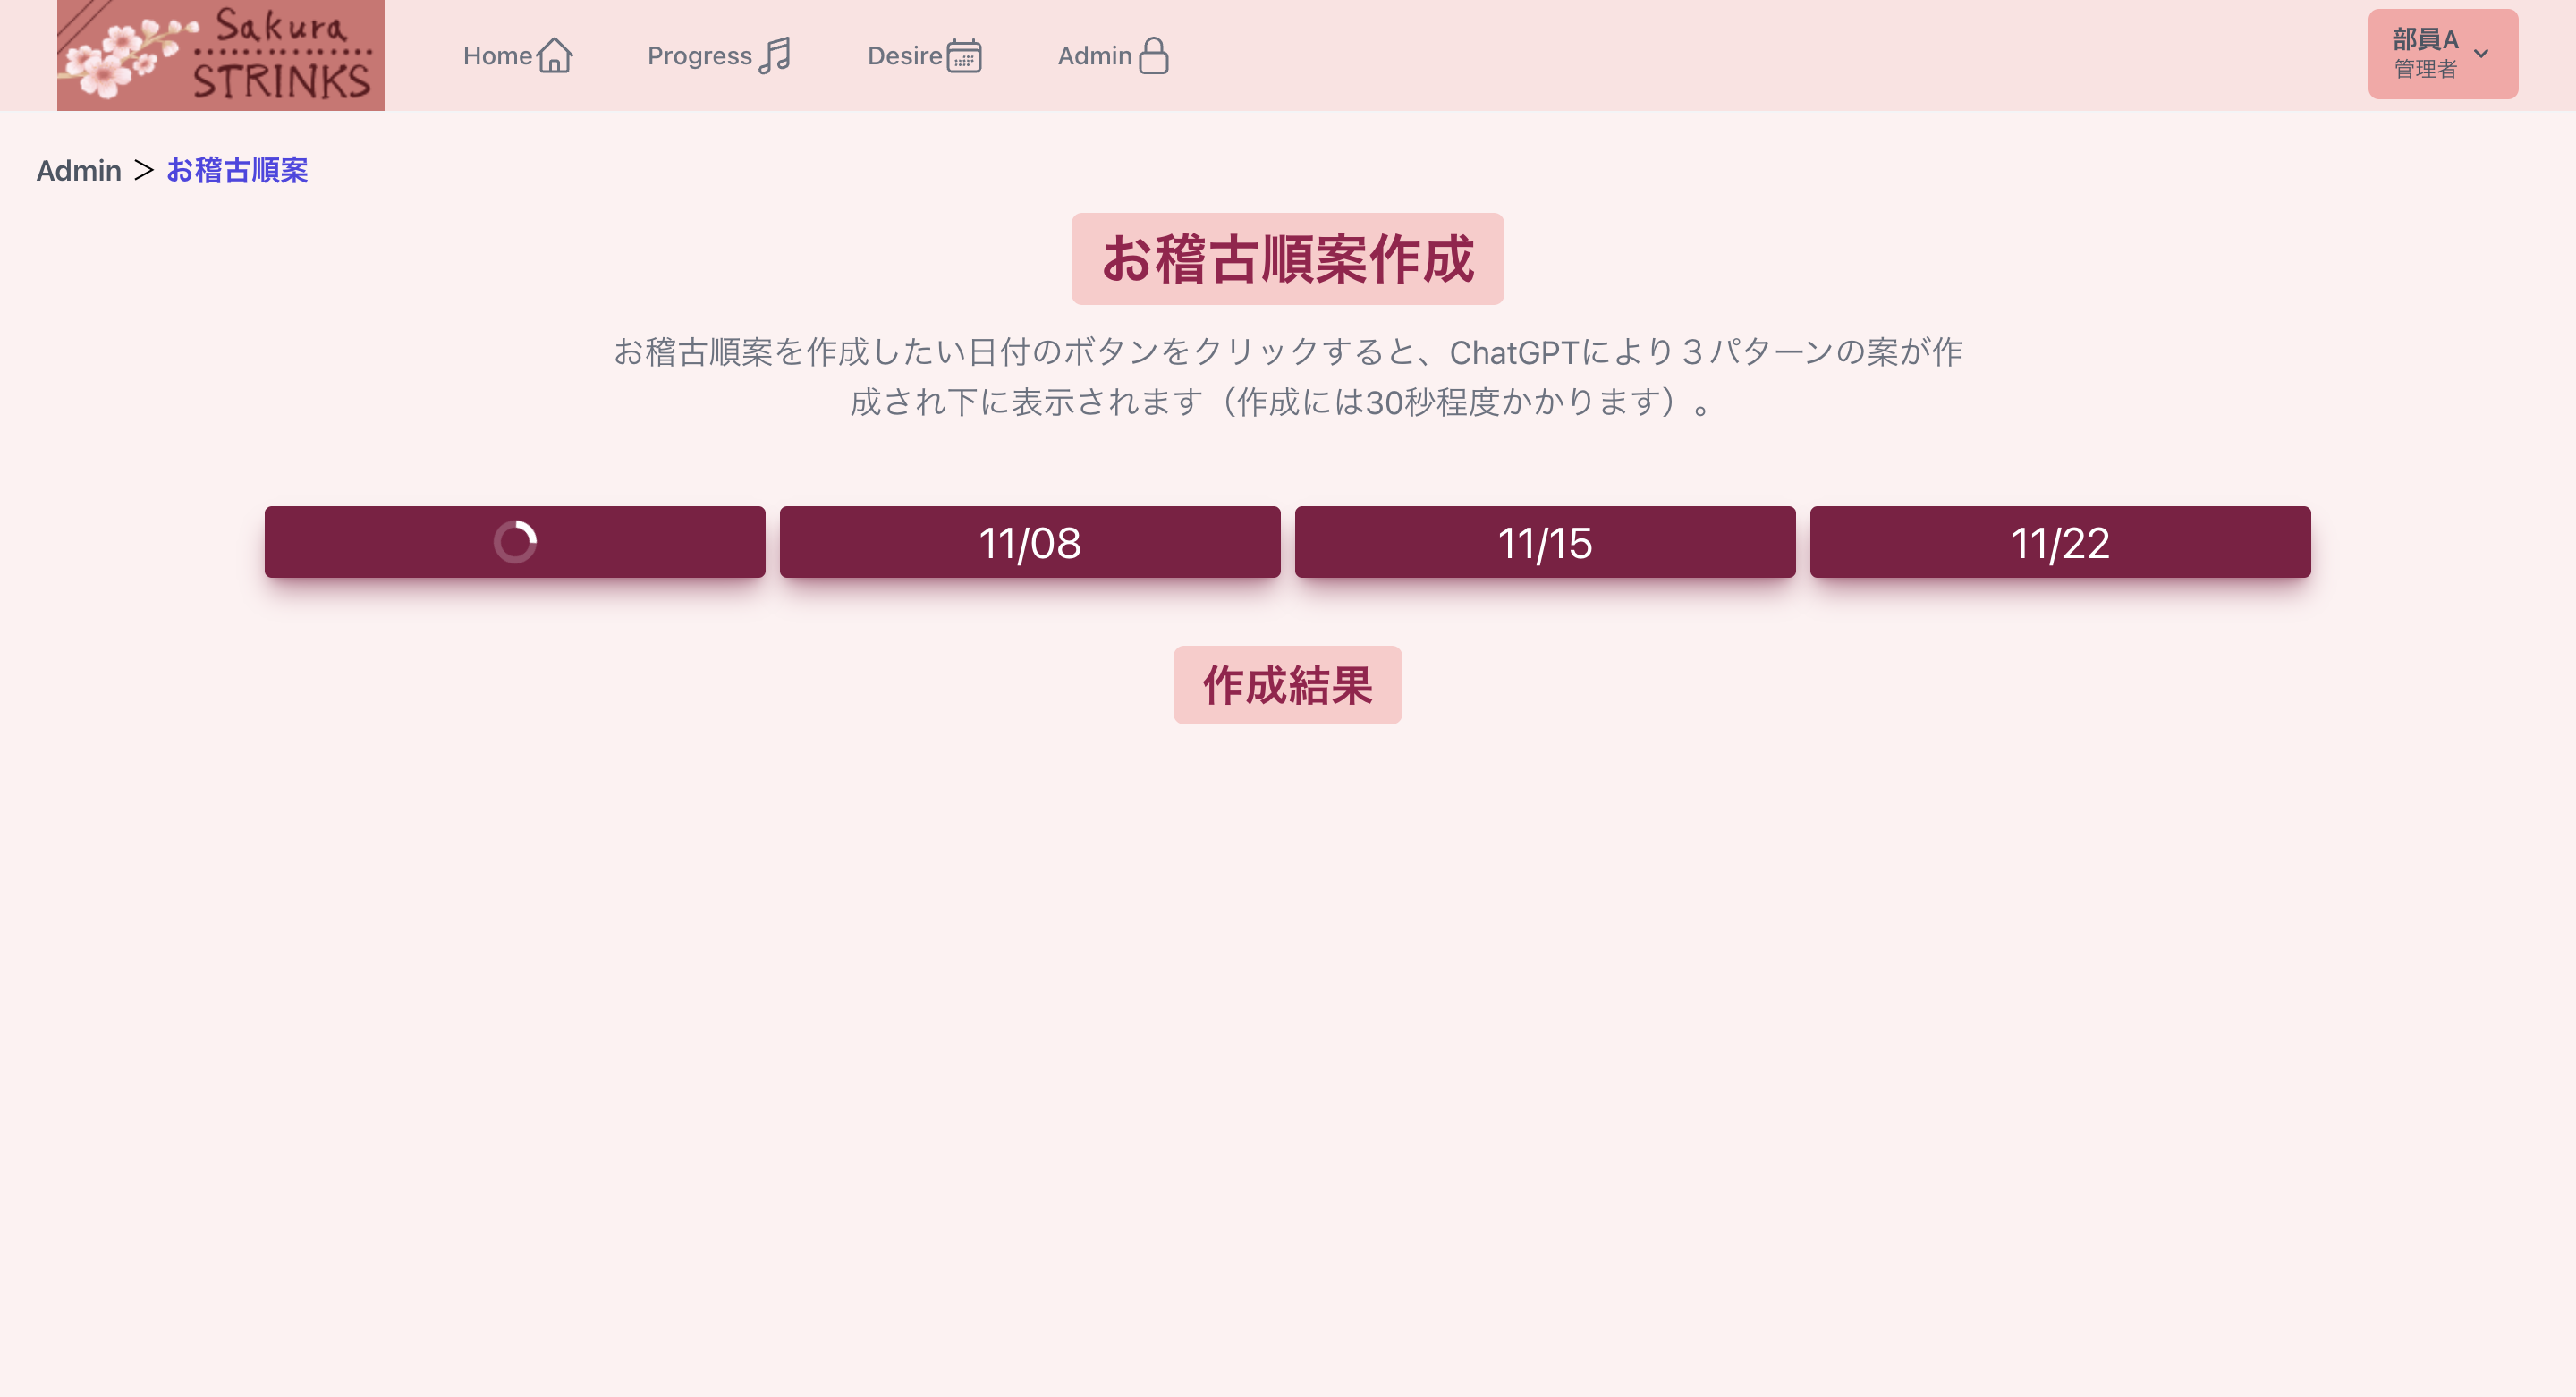 Sakura
STRINKS
Home
Progress
Desire
Admin
部員A
管理者
Admin > お稽古順案
お稽古順案作成
お稽古順案を作成したい日付のボタンをクリックすると、ChatGPTにより３パターンの案が作
成され下に表示されます（作成には30秒程度かかります）。
11/08
11/15
11/22
作成結果